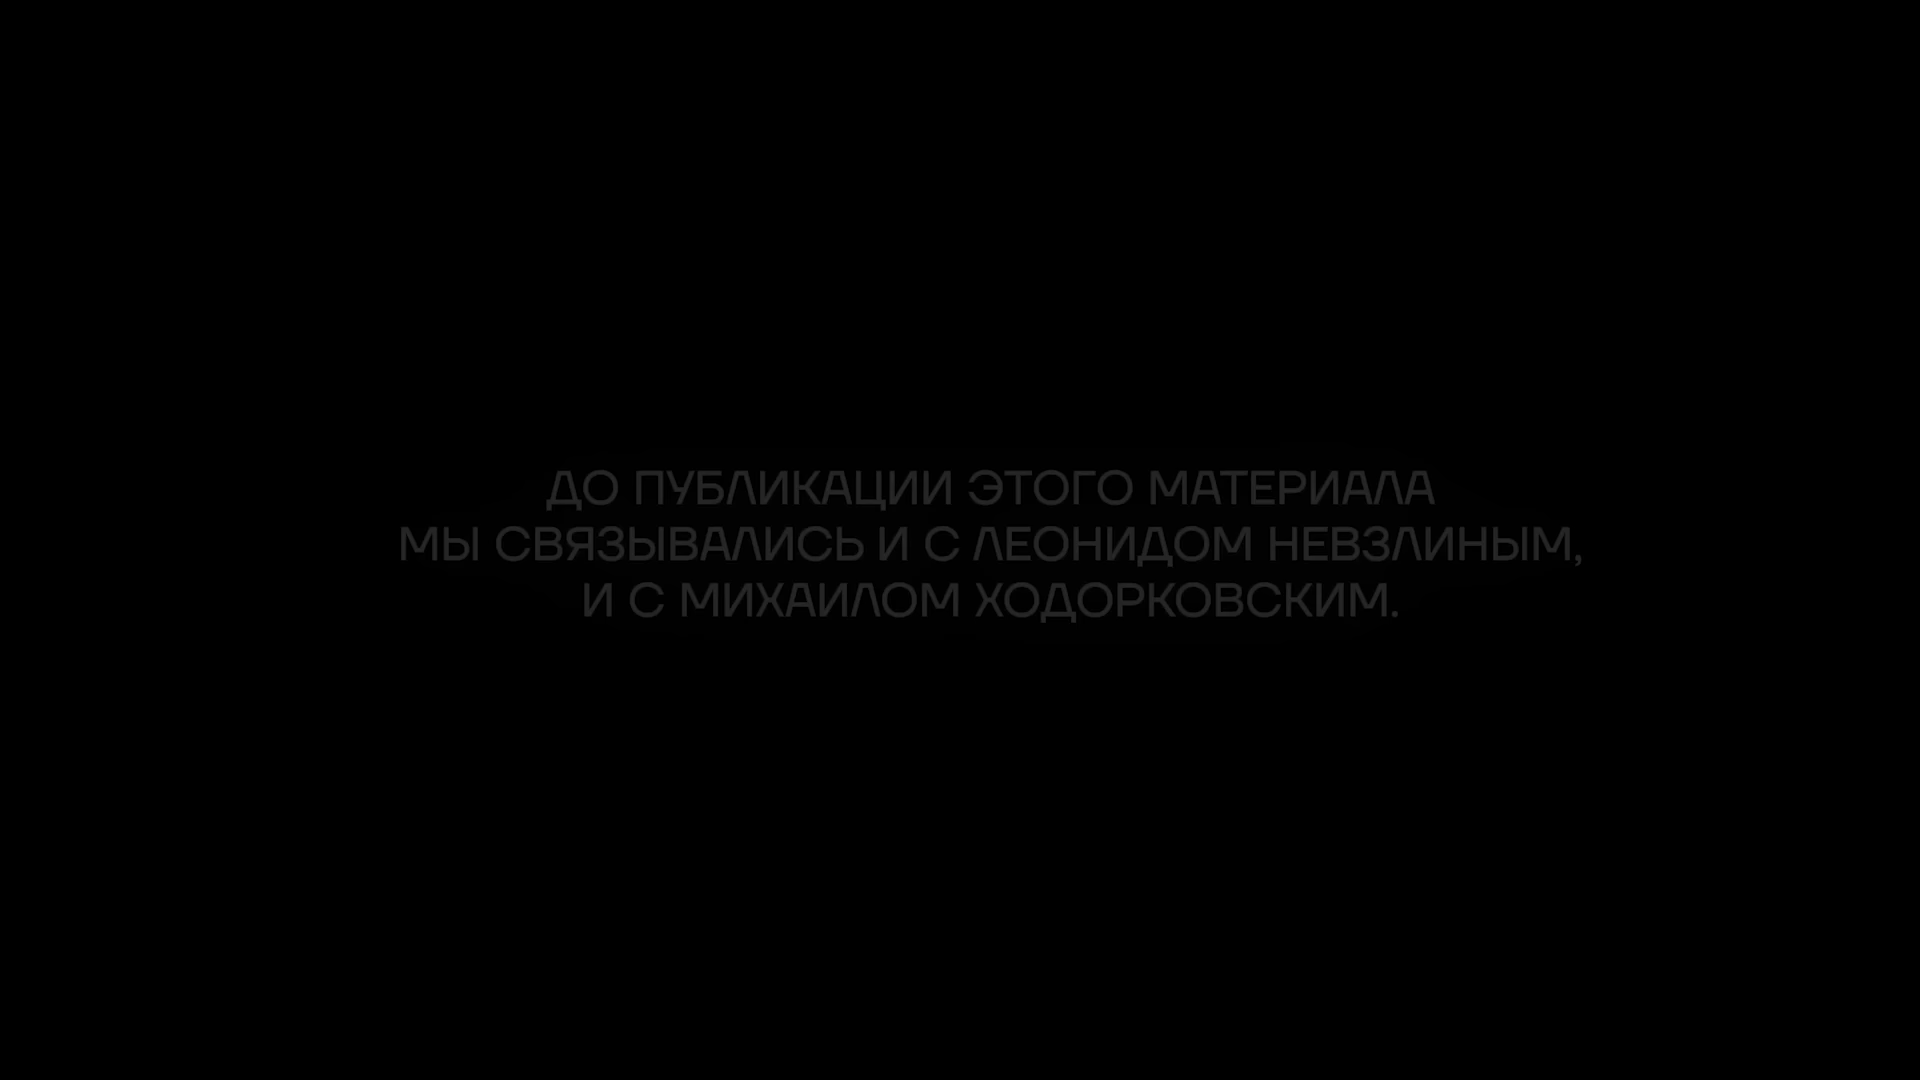 ДО ПУБЛИКАЦИИ ЭТОГО МАТЕРИАЛА
МЫ СВЯЗЫВАЛИСЬ И С ЛЕОНИДОМ НЕВЗЛИНЫМ,
И С МИХАИЛОМ ХОДОРКОВСКИМ.